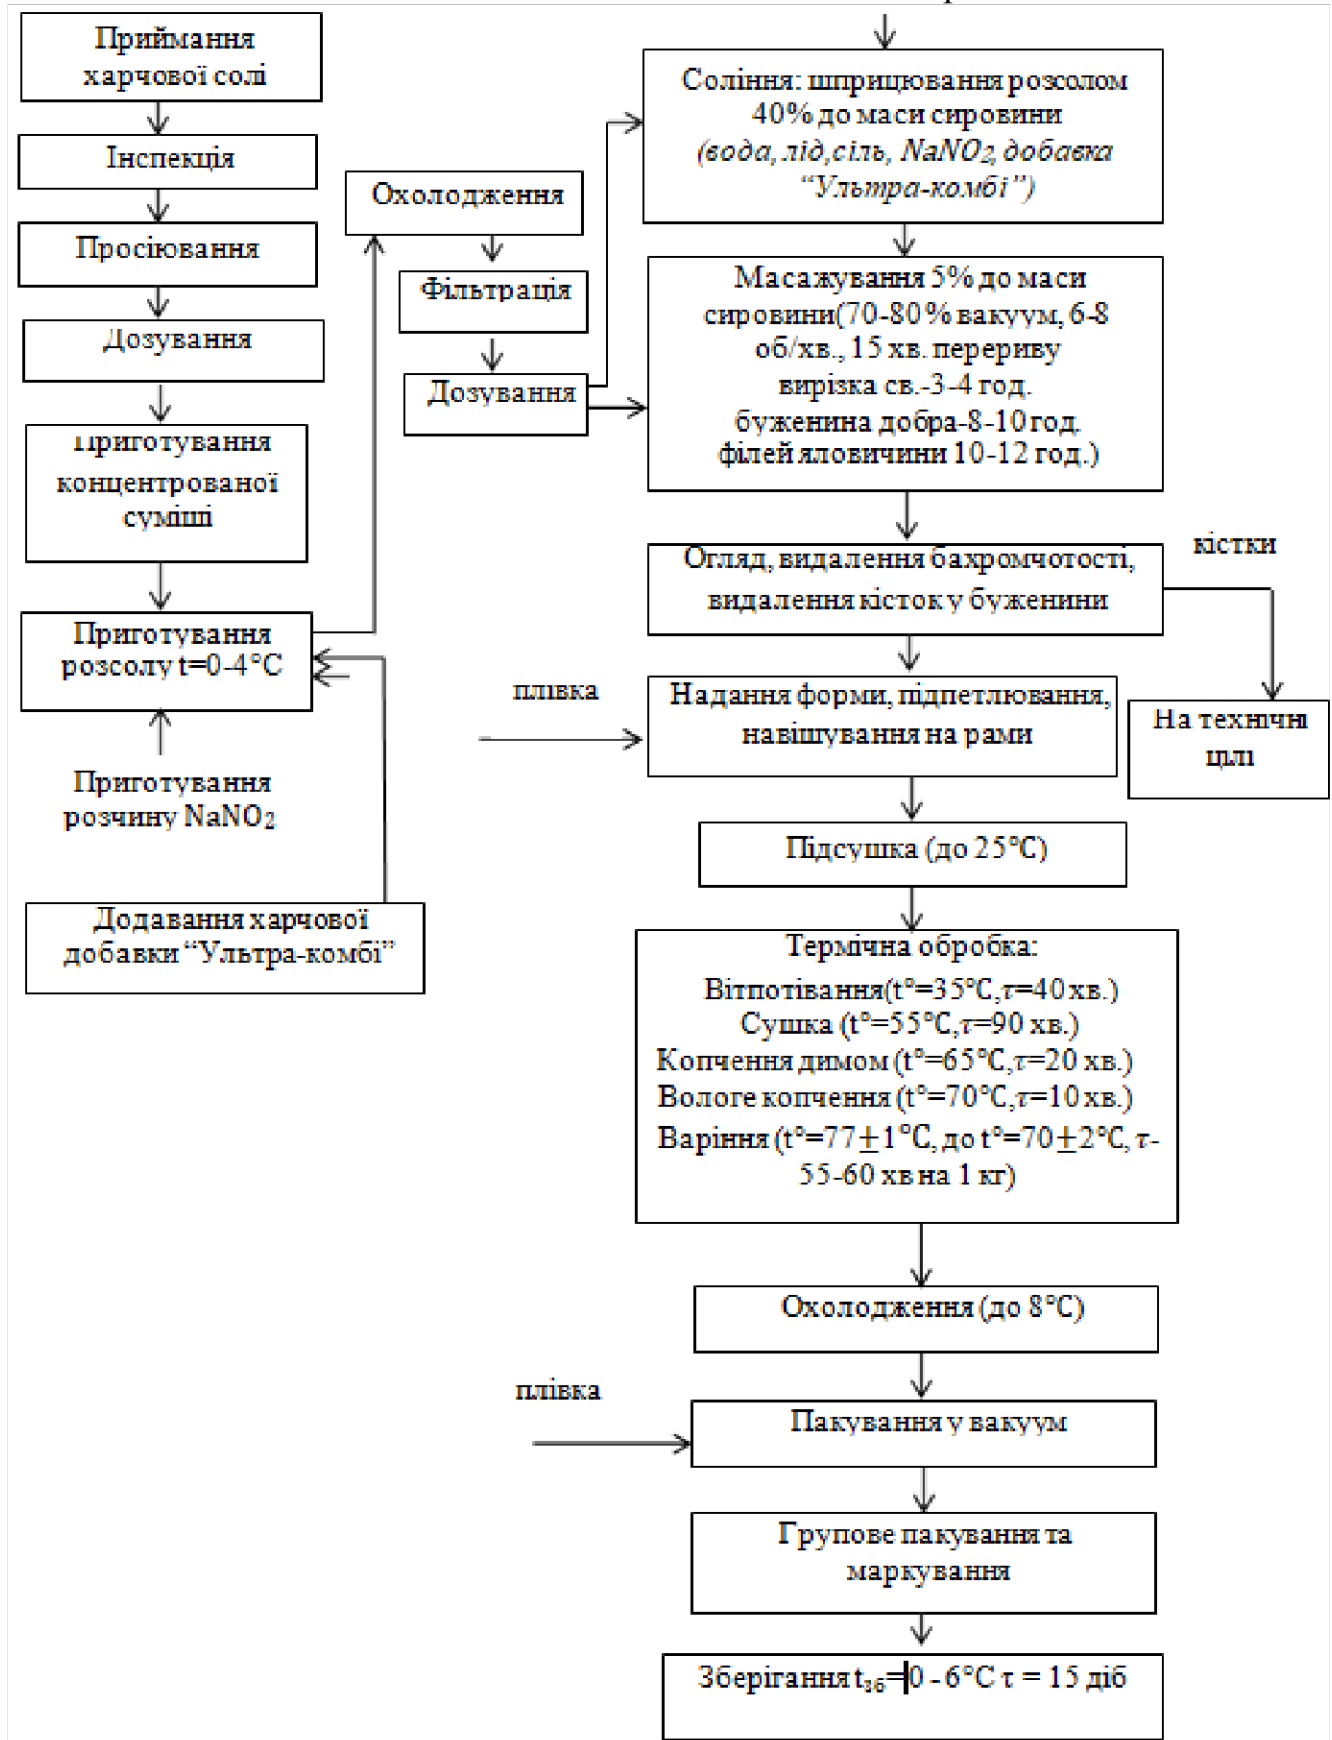 Приймання
харчової солі
Інспекція
Просіювання
Дозування
Приготування
концентрованої
суміші
Приготування
розсолу t=0-4°C
Приготування
розчину NaNO₂
Додавання харчової
добавки “Ультра-комбі”
Охолодження
Фільтрація
Дозування
Соління: шприцювання розсолом
40% до маси сировини
(вода, лід,сіль, NaNO₂, добавка
“Ультра-комбі”)
Масажування 5% до маси
сировини(70-80% вакуум, 6-8
об/хв., 15 хв. перериву
вирізка св.-3-4 год.
буженина добра-8-10 год.
філей яловичини 10-12 год.)
Огляд, видалення бахромчотості,
видалення кісток у буженини
кістки
На технічні
цілі
плівка
Надання форми, підпетлювання,
навішування на рами
Підсушка (до 25°C)
Термічна обробка:
Вітпотівання(t°=35°C,τ=40 хв.)
Сушка (t°=55°C,τ=90 хв.)
Копчення димом (t°=65°C,τ=20 хв.)
Вологе копчення (t°=70°C,τ=10 хв.)
Варіння (t°=77±1°C, до t°=70±2°C, τ-
55-60 хв на 1 кг)
Охолодження (до 8°C)
плівка
Пакування у вакуум
Групове пакування та
маркування
Зберігання tзб=0 - 6°C τ = 15 діб